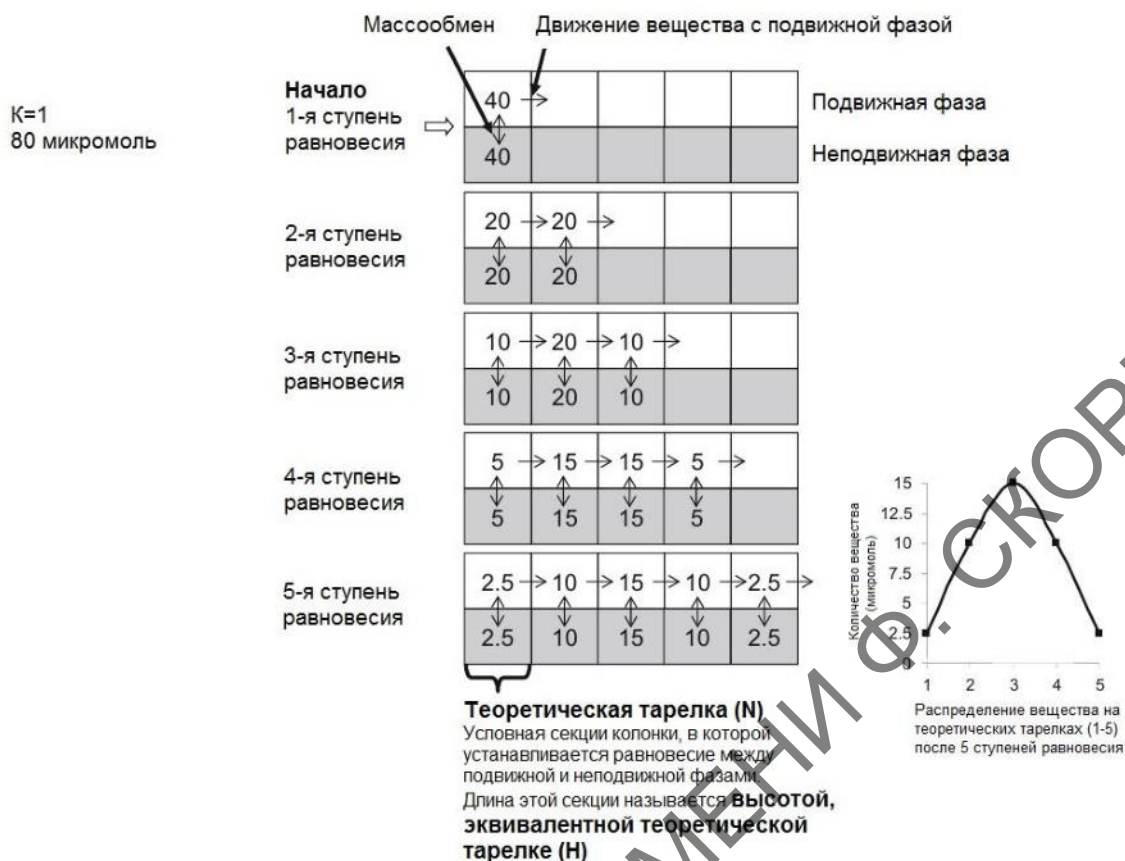 Массообмен
Движение вещества с подвижной фазой
К=1
80 микромоль
Начало
1-я ступень
равновесия
40
40
Подвижная фаза
Неподвижная фаза
2-я ступень
равновесия
20 20
20 20
3-я ступень
равновесия
10 20 10
10 20 10
4-я ступень
равновесия
5 15 15 5
5 15 15 5
5-я ступень
равновесия
2.5 10 15 10 2.5
2.5 10 15 10 2.5
Теоретическая тарелка (N)
Условная секции колонки, в которой
устанавливается равновесие между
подвижной и неподвижной фазами.
Длина этой секции называется высотой,
эквивалентной теоретической
тарелке (H)
Количество вещества
(микромоль)
15
12.5
10
7.5
5
2.5
0
1 2 3 4 5
Распределение вещества на
теоретических тарелках (1-5)
после 5 ступеней равновесия
МЕНИ Ф. СКОРИ